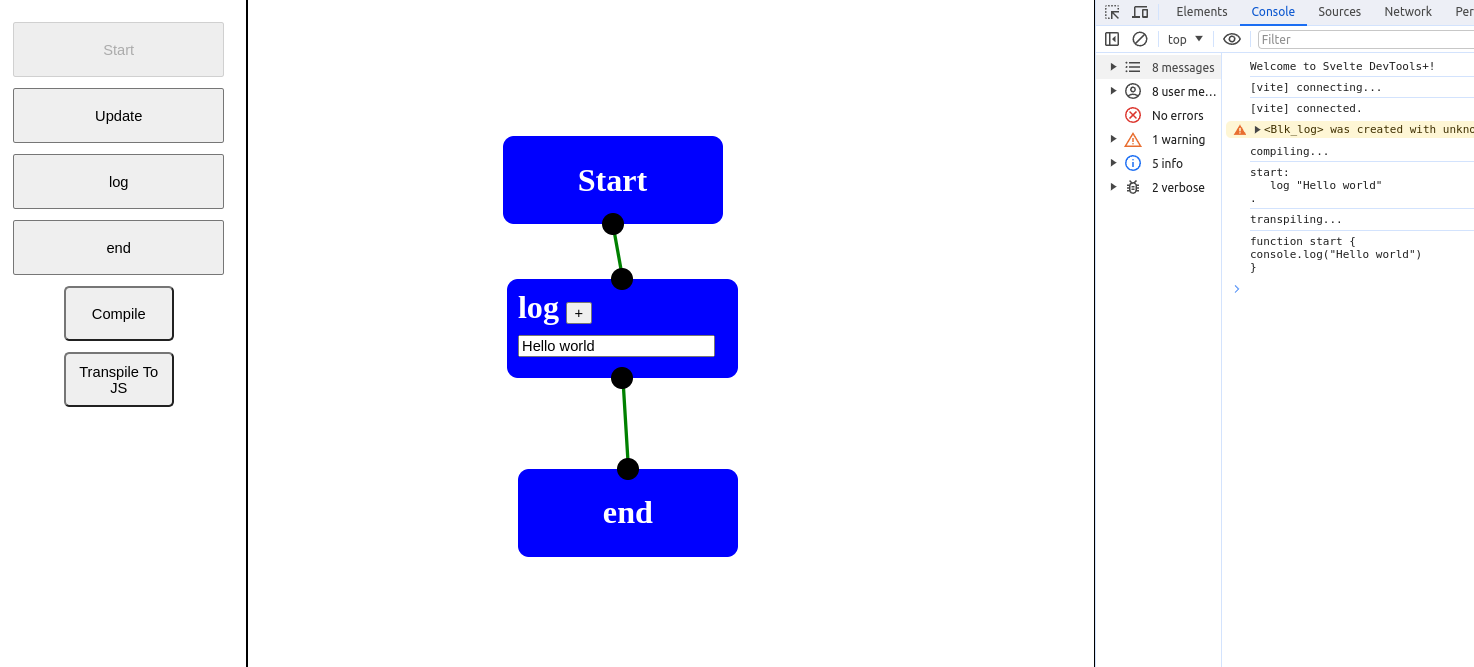 Start
Update
log
end
Compile
Transpile To
JS
Start
log +
Hello world
end
Elements Console Sources Network Per
top Filter
8 messages
8 user me...
No errors
1 warning
5 info
2 verbose
Welcome to Svelte DevTools+!
[vite] connecting...
[vite] connected.
<Blk_log> was created with unkno
compiling...
start:
log "Hello world"
.
transpiling...
function start {
console.log("Hello world")
}